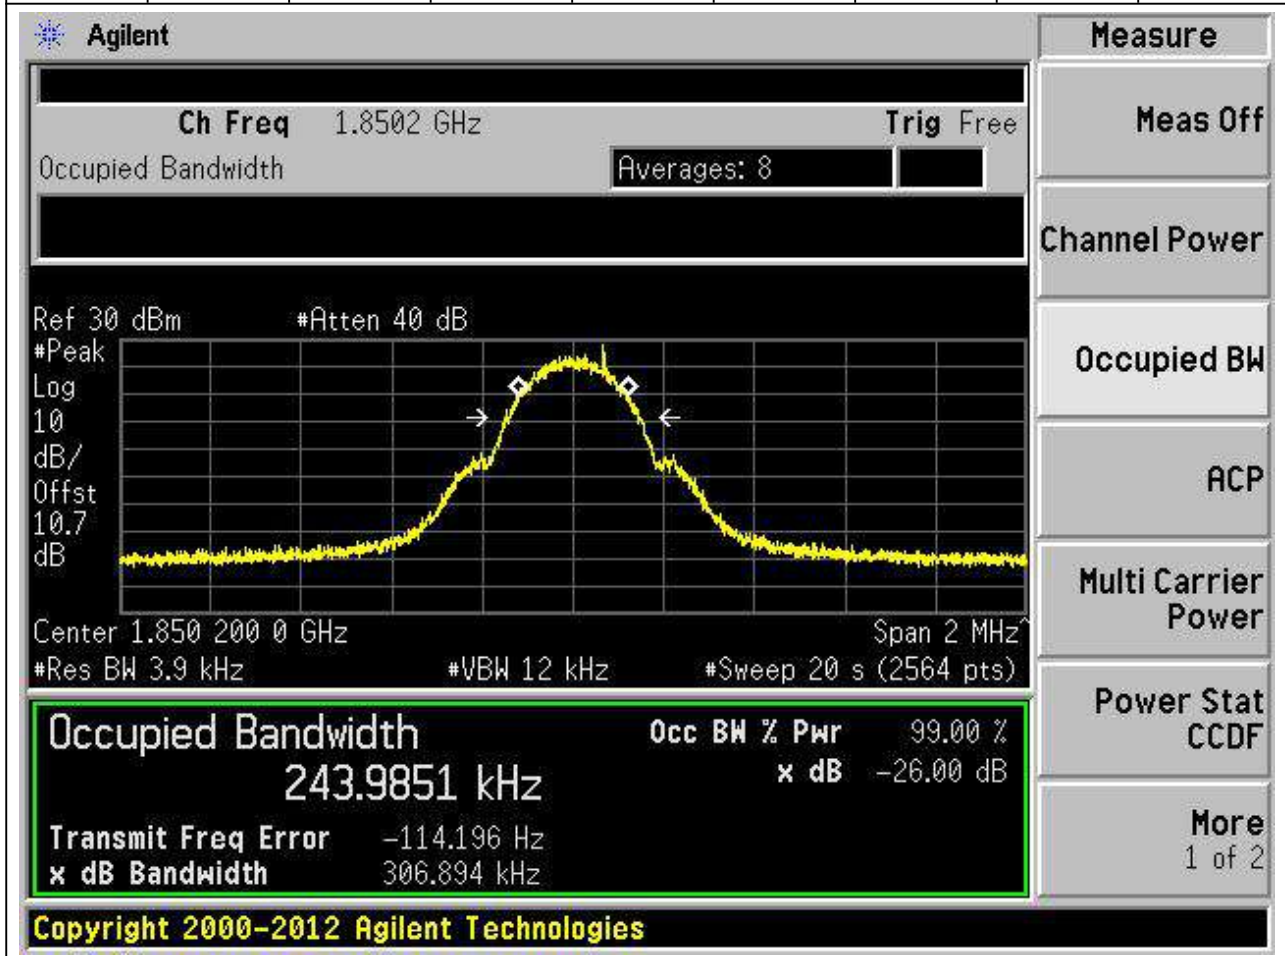 Agilent
Measure
Ch Freq 1.8502 GHz Trig Free
Occupied Bandwidth Averages: 8
Ref 30 dBm #Atten 40 dB
#Peak
Log
10
dB/
Offst
10.7
dB
Center 1.850 200 0 GHz Span 2 MHz^
#Res BW 3.9 kHz #VBW 12 kHz #Sweep 20 s (2564 pts)
Occupied Bandwidth Occ BW % Pwr 99.00 %
243.9851 kHz x dB -26.00 dB
Transmit Freq Error -114.196 Hz
x dB Bandwidth 306.894 kHz
Meas Off
Channel Power
Occupied BW
ACP
Multi Carrier
Power
Power Stat
CCDF
More
1 of 2
Copyright 2000-2012 Agilent Technologies